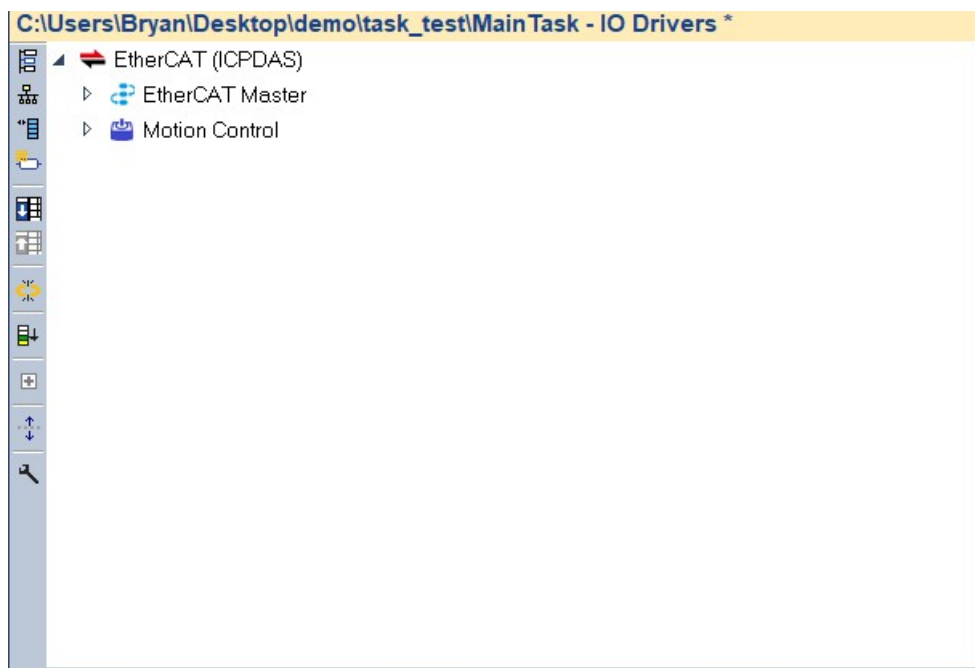 C:\Users\Bryan\Desktop\demo\task_test\MainTask - IO Drivers *
EtherCAT (ICPDAS)
EtherCAT Master
Motion Control